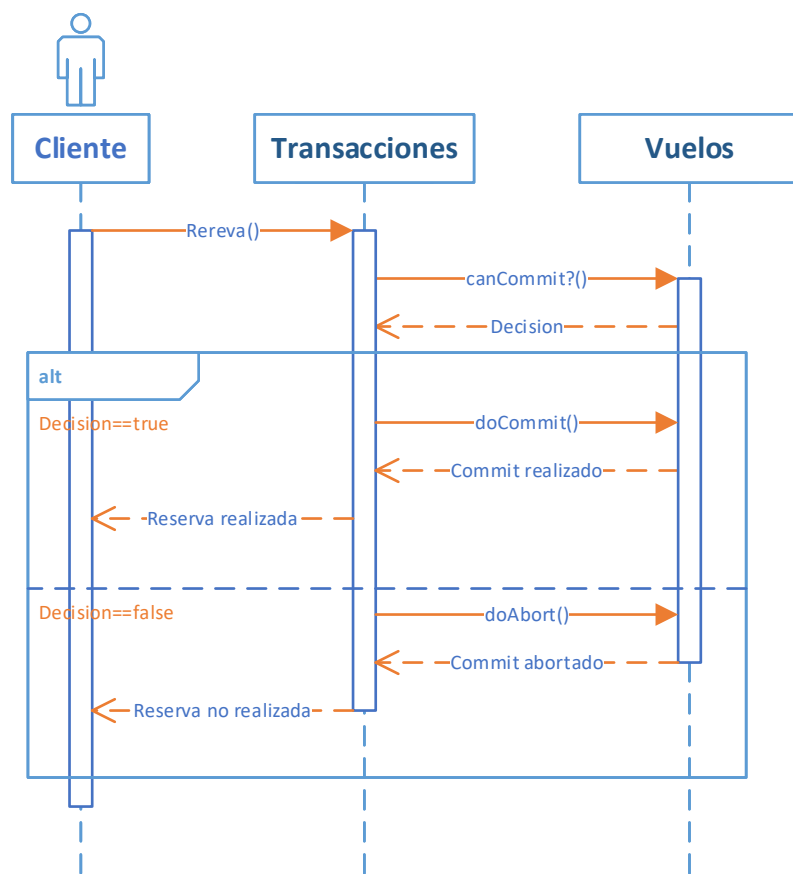 Cliente
Transacciones
Vuelos
Rereva()
canCommit?()
Decision
alt
Decision==true
doCommit()
Commit realizado
Reserva realizada
Decision==false
doAbort()
Commit abortado
Reserva no realizada